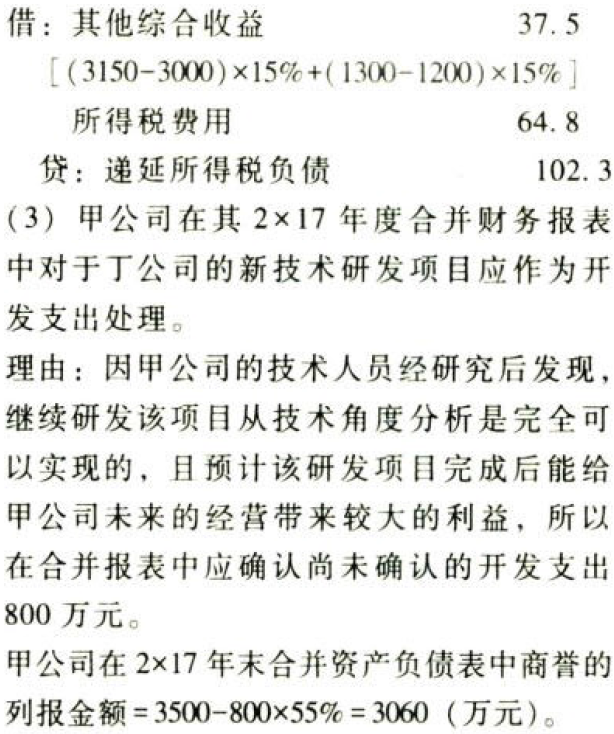 借：其他综合收益 37.5
[(3150-3000)×15%+(1300-1200)×15%]
所得税费用 64.8
贷：递延所得税负债 102.3
(3) 甲公司在其 2×17 年度合并财务报表
中对于丁公司的新技术研发项目应作为开
发支出处理。
理由：因甲公司的技术人员经研究后发现，
继续研发该项目从技术角度分析是完全可
以实现的，且预计该研发项目完成后能给
甲公司未来的经营带来较大的利益，所以
在合并报表中应确认尚未确认的开发支出
800 万元。
甲公司在 2×17 年末合并资产负债表中商誉的
列报金额=3500-800×55%=3060（万元）。